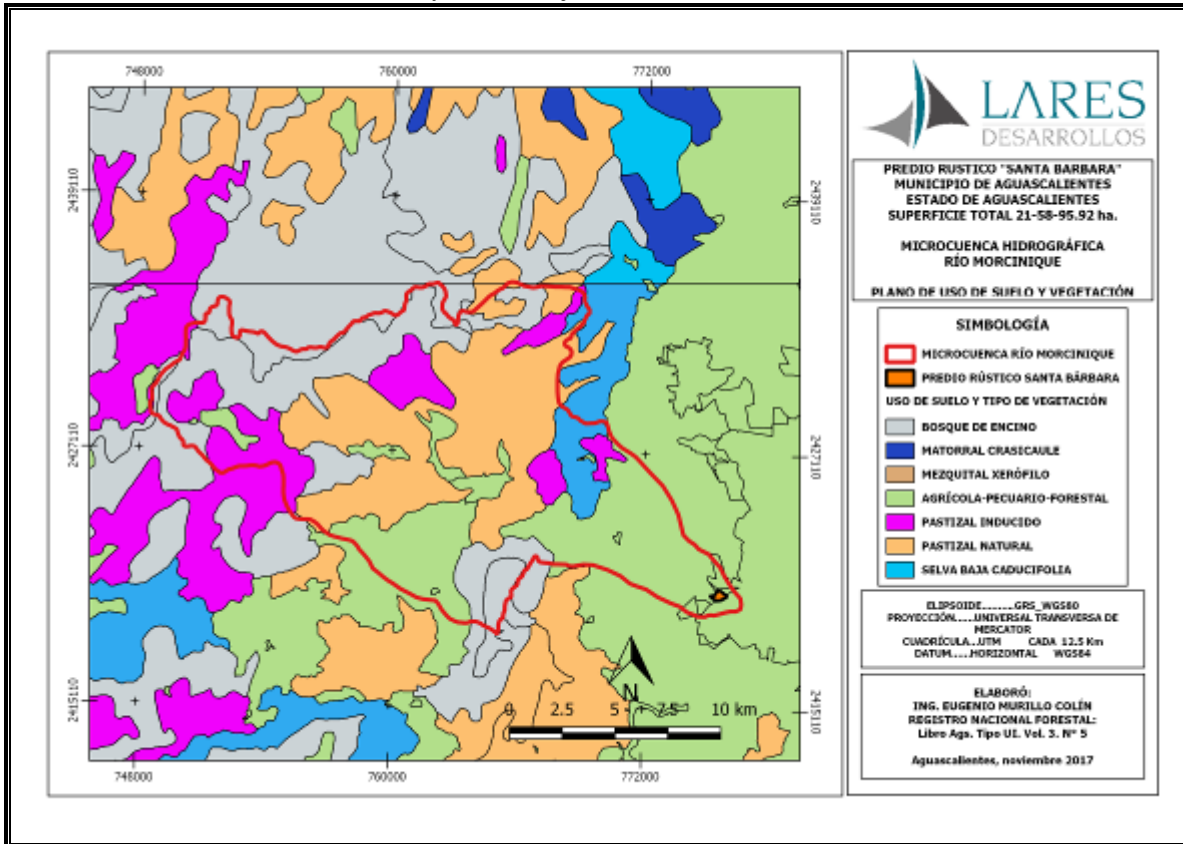 748000
760000
772000
2439110
2439110
2427110
2427110
2415110
2415110
N
0 2.5 5 7.5 10 km
748000
760000
772000
LARES
DESARROLLOS
PREDIO RUSTICO "SANTA BARBARA"
MUNICIPIO DE AGUASCALIENTES
ESTADO DE AGUASCALIENTES
SUPERFICIE TOTAL 21-58-95.92 ha.
MICROCUENCA HIDROGRÁFICA
RÍO MORCINIQUE
PLANO DE USO DE SUELO Y VEGETACIÓN
SIMBOLOGÍA
MICROCUENCA RÍO MORCINIQUE
PREDIO RÚSTICO SANTA BÁRBARA
USO DE SUELO Y TIPO DE VEGETACIÓN
BOSQUE DE ENCINO
MATORRAL CRASICAULE
MEZQUITAL XERÓFILO
AGRÍCOLA-PECUARIO-FORESTAL
PASTIZAL INDUCIDO
PASTIZAL NATURAL
SELVA BAJA CADUCIFOLIA
ELIPSOIDE.........GRS_WGS80
PROYECCIÓN.....UNIVERSAL TRANSVERSA DE
MERCATOR
CUADRÍCULA...UTM CADA 12.5 Km
DATUM.....HORIZONTAL WGS84
ELABORÓ:
ING. EUGENIO MURILLO COLÍN
REGISTRO NACIONAL FORESTAL:
Libro Ags. Tipo UI. Vol. 3. N° 5
Aguascalientes, noviembre 2017